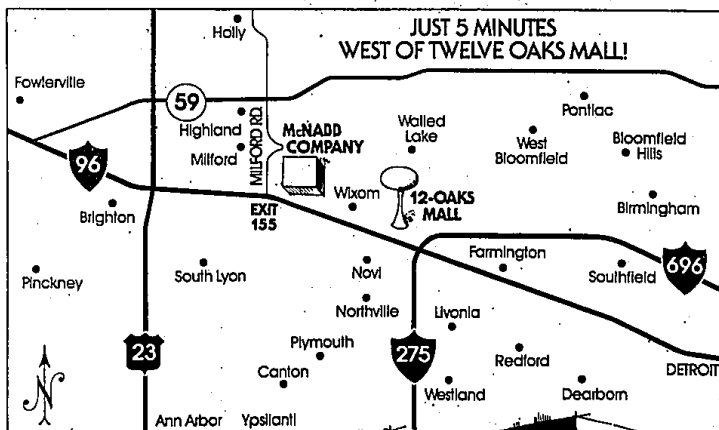 Holly
JUST 5 MINUTES
WEST OF TWELVE OAKS MALL!
Fowlerville
59
Pontiac
Highland
MILFORD RD.
McNABB
COMPANY
Walled
Lake
West
Bloomfield
Bloomfield
Hills
Milford
96
Wixom
12-OAKS
MALL
Birmingham
Brighton
EXIT
155
Pinckney
South Lyon
Novi
Farmington
Southfield
696
Northville
Livonia
23
Plymouth
275
Redford
DETROIT
Canton
Westland
Dearborn
N
Ann Arbor
Ypsilanti